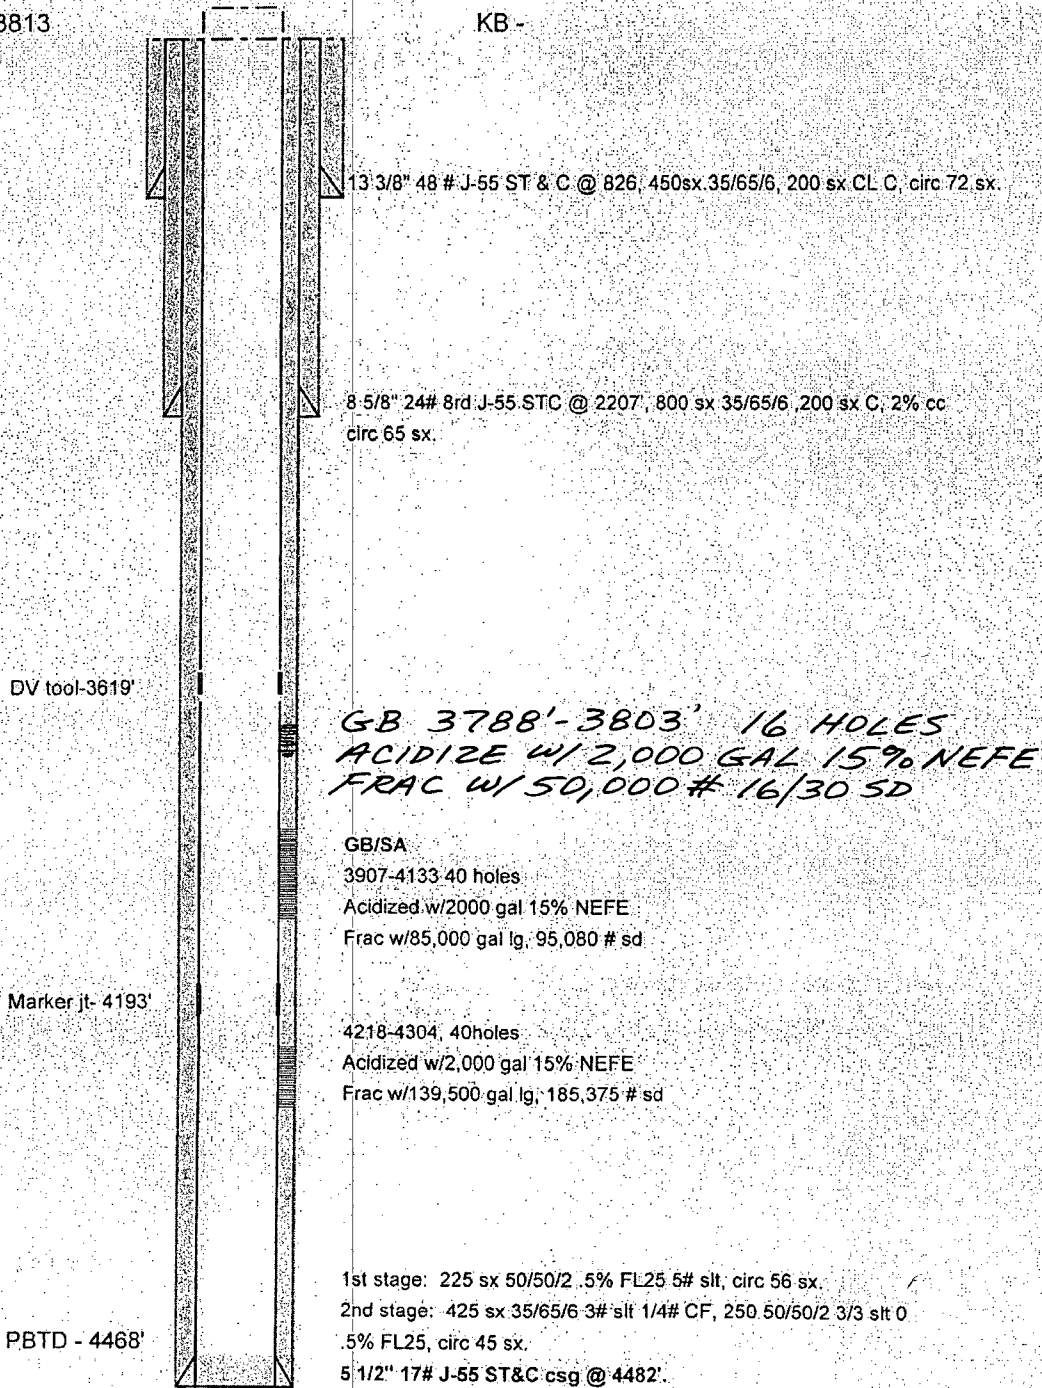 3813
KB -
13 3/8" 48 # J-55 ST & C @ 826, 450sx 35/65/6, 200 sx CL C, circ 72 sx.
8 5/8" 24# 8rd J-55 STC @ 2207', 800 sx 35/65/6 ,200 sx C, 2% cc
circ 65 sx.
DV tool-3619'
GB 3788'-3803' 16 HOLES
ACIDIZE W/ 2,000 GAL 15% NEFE
FRAC W/ 50,000 # 16/30 SD
GB/SA
3907-4133 40 holes
Acidized w/2000 gal 15% NEFE
Frac w/85,000 gal lg, 95,080 # sd
Marker jt- 4193'
4218-4304, 40holes
Acidized w/2,000 gal 15% NEFE
Frac w/139,500 gal lg, 185,375 # sd
1st stage: 225 sx 50/50/2 .5% FL25 5# slt, circ 56 sx.
2nd stage: 425 sx 35/65/6 3# slt 1/4# CF, 250 50/50/2 3/3 slt 0
.5% FL25, circ 45 sx.
PBTD - 4468'
5 1/2" 17# J-55 ST&C csg @ 4482'.